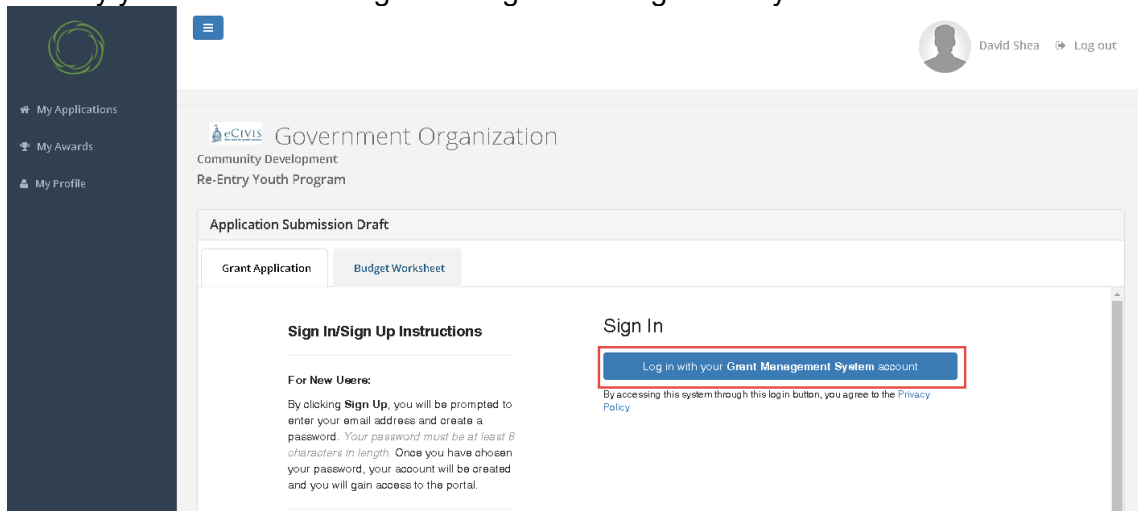 David Shea Log out
My Applications
My Awards
My Profile
eCivis Government Organization
Community Development
Re-Entry Youth Program
Application Submission Draft
Grant Application Budget Worksheet
Sign In/Sign Up Instructions
For New Users:
By clicking Sign Up, you will be prompted to
enter your email address and create a
password. Your password must be at least 8
characters in length. Once you have chosen
your password, your account will be created
and you will gain access to the portal.
Sign In
Log in with your Grant Management System account
By accessing this system through this login button, you agree to the Privacy
Policy